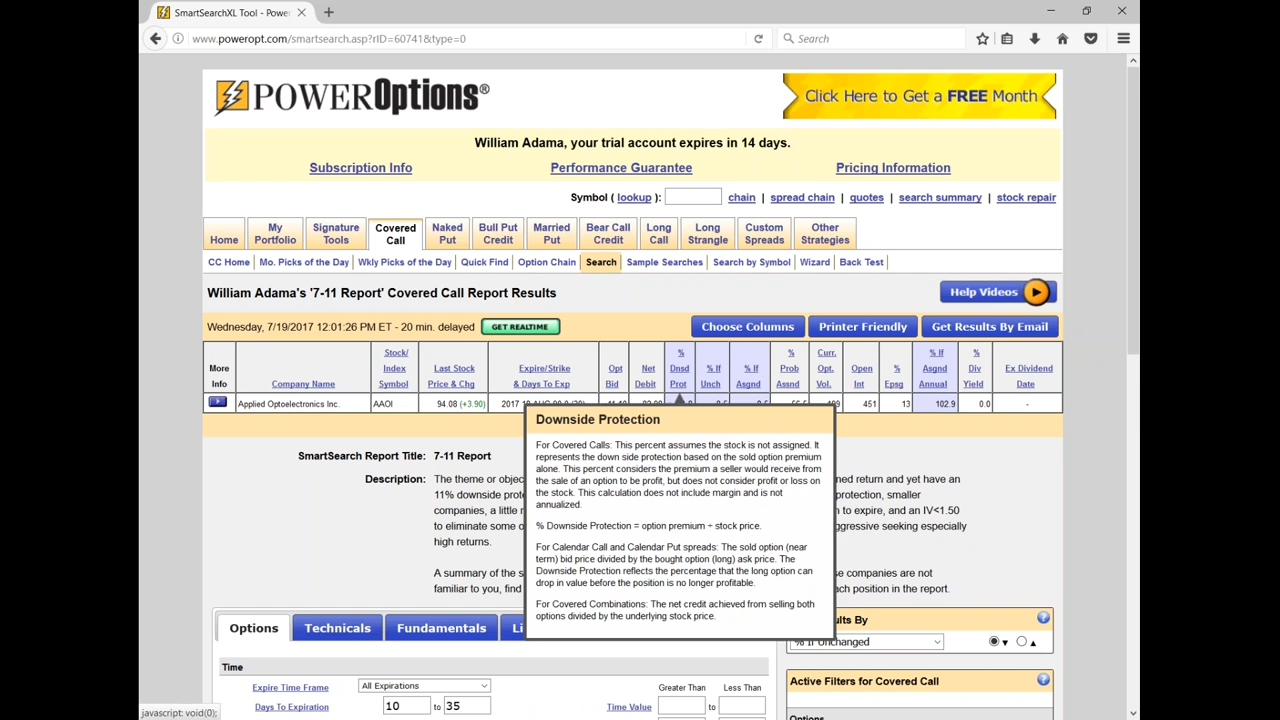 SmartSearchXL Tool - Power
www.poweropt.com/smartsearch.asp?rID=60741&type=0
Search
POWEROptions®
Click Here to Get a FREE Month
William Adama, your trial account expires in 14 days.
Subscription Info Performance Guarantee Pricing Information
Symbol ( lookup ): chain | spread chain | quotes | search summary | stock repair
Home My Portfolio Signature Tools Covered Call Naked Put Bull Put Credit Married Put Bear Call Credit Long Call Long Strangle Custom Spreads Other Strategies
CC Home | Mo. Picks of the Day | Wkly Picks of the Day | Quick Find | Option Chain | Search | Sample Searches | Search by Symbol | Wizard | Back Test |
William Adama's '7-11 Report' Covered Call Report Results
Help Videos
Wednesday, 7/19/2017 12:01:26 PM ET - 20 min. delayed GET REALTIME Choose Columns Printer Friendly Get Results By Email
More Info Company Name Stock/ Index Symbol Last Stock Price & Chg Expire/Strike & Days To Exp Opt Bid Net Debit % Dnsd Prot % If Unch % If Asgnd % Prob Assnd Curr. Opt. Vol. Open Int % Epsg % If Asgnd Annual % Div Yield Ex Dividend Date
Applied Optoelectronics Inc. AAOI 94.08 (+3.90) 451 13 102.9 0.0 -
Downside Protection
For Covered Calls: This percent assumes the stock is not assigned. It
represents the down side protection based on the sold option premium
alone. This percent considers the premium a seller would receive from
the sale of an option to be profit, but does not consider profit or loss on
the stock. This calculation does not include margin and is not
annualized.
% Downside Protection = option premium ÷ stock price.
For Calendar Call and Calendar Put spreads: The sold option (near
term) bid price divided by the bought option (long) ask price. The
Downside Protection reflects the percentage that the long option can
drop in value before the position is no longer profitable.
For Covered Combinations: The net credit achieved from selling both
options divided by the underlying stock price.
SmartSearch Report Title: 7-11 Report
Description: The theme or objec ned return and yet have an
11% downside prote protection, smaller
companies, a little n to expire, and an IV<1.50
to eliminate some o ggressive seeking especially
high returns.
A summary of the s se companies are not
familiar to you, find ach position in the report.
Options Technicals Fundamentals Li
ults By
% If Unchanged
Time
Expire Time Frame All Expirations Greater Than Less Than
Days To Expiration 10 to 35 Time Value to
Active Filters for Covered Call
Options
javascript: void(0);